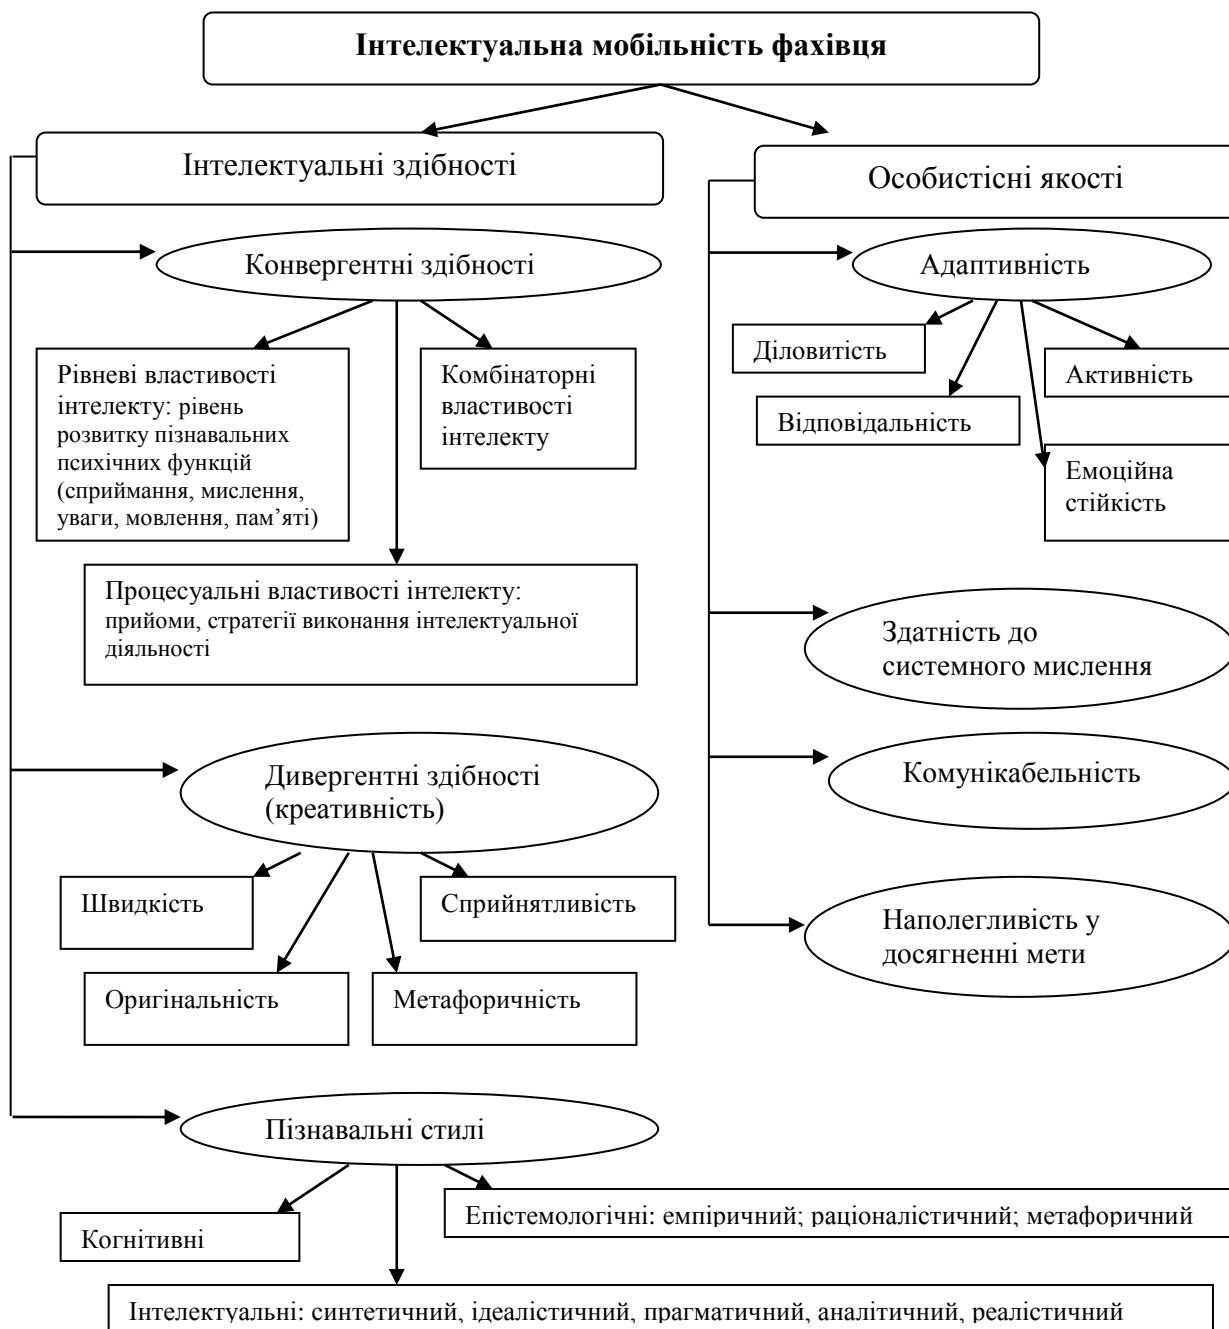 Інтелектуальна мобільність фахівця
Інтелектуальні здібності
Особистісні якості
Конвергентні здібності
Адаптивність
Рівневі властивості
інтелекту: рівень
розвитку пізнавальних
психічних функцій
(сприймання, мислення,
уваги, мовлення, пам’яті)
Комбінаторні
властивості
інтелекту
Діловитість
Активність
Відповідальність
Емоційна
стійкість
Процесуальні властивості інтелекту:
прийоми, стратегії виконання інтелектуальної
діяльності
Здатність до
системного мислення
Дивергентні здібності
(креативність)
Комунікабельність
Швидкість
Сприйнятливість
Оригінальність
Метафоричність
Наполегливість у
досягненні мети
Пізнавальні стилі
Когнітивні
Епістемологічні: емпіричний; раціоналістичний; метафоричний
Інтелектуальні: синтетичний, ідеалістичний, прагматичний, аналітичний, реалістичний